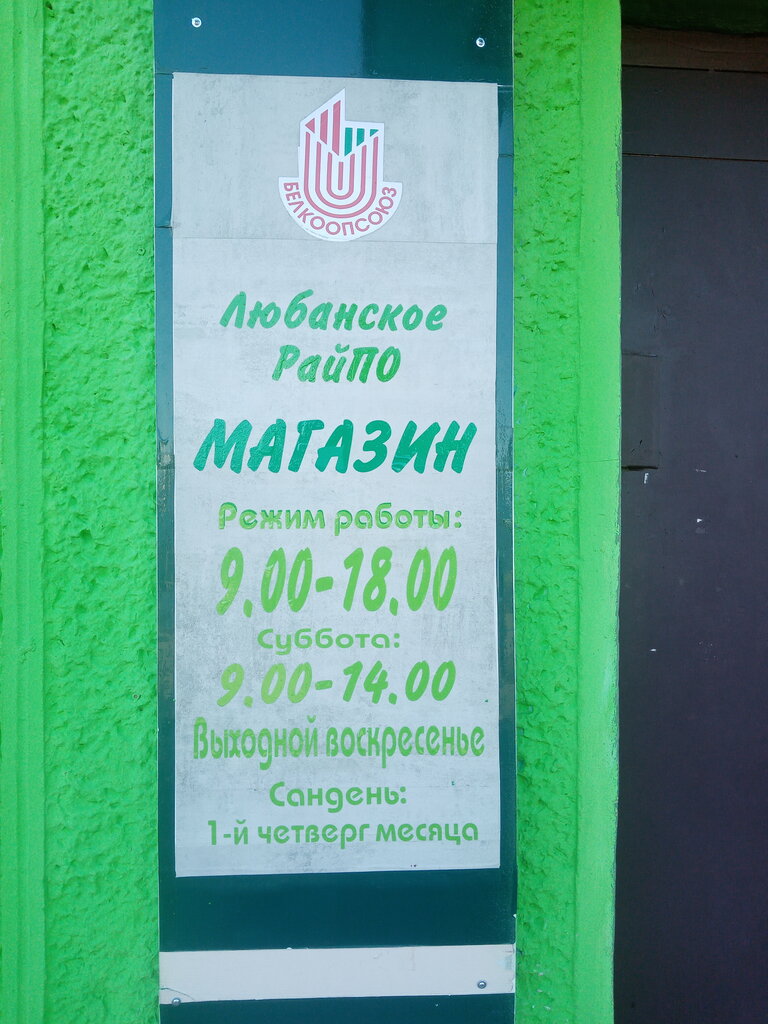 БЕЛКООПСОЮЗ
Любанское
РайПО
МАГАЗИН
Режим работы:
9.00-18.00
Суббота:
9.00-14.00
Выходной воскресенье
Сандень:
1-й четверг месяца